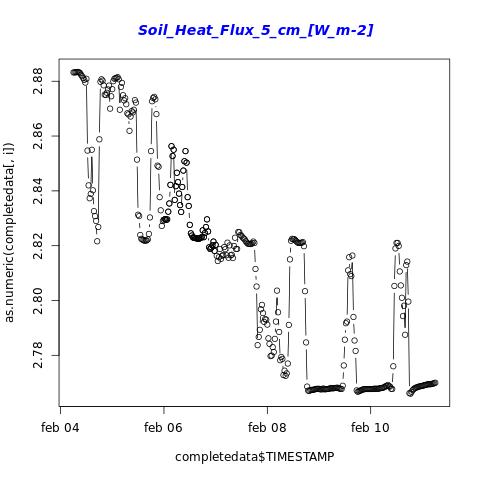 Soil_Heat_Flux_5_cm_[W_m-2]
as.numeric(completedata[, i])
2.88
2.86
2.84
2.82
2.80
2.78
feb 04 feb 06 feb 08 feb 10
completedata$TIMESTAMP